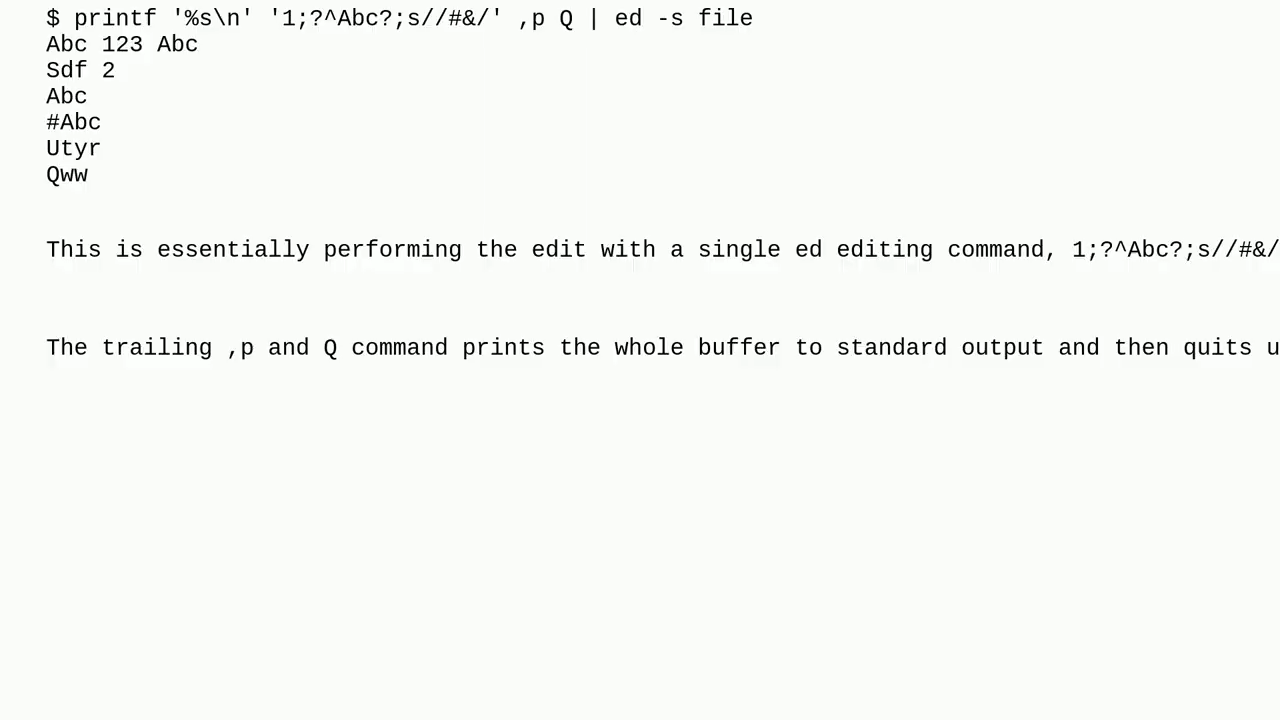 $ printf '%s\n' '1;?^Abc?;s//#&/' ,p Q | ed -s file
Abc 123 Abc
Sdf 2
Abc
#Abc
Utyr
Qww
This is essentially performing the edit with a single ed editing command, 1;?^Abc?;s//#&/
The trailing ,p and Q command prints the whole buffer to standard output and then quits u